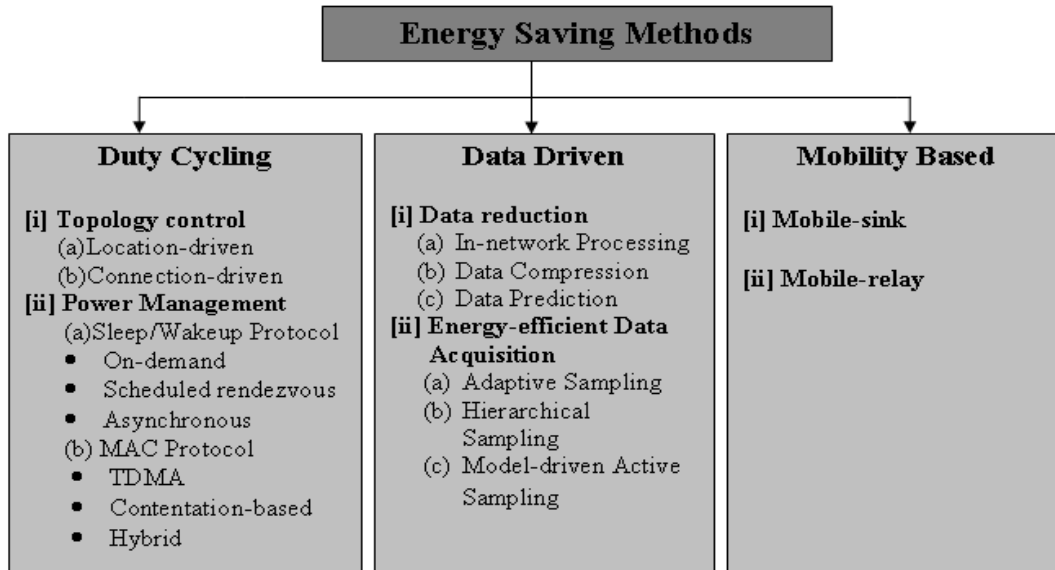 Energy Saving Methods
Duty Cycling
[i] Topology control
(a)Location-driven
(b)Connection-driven
[ii] Power Management
(a)Sleep/Wakeup Protocol
• On-demand
• Scheduled rendezvous
• Asynchronous
(b) MAC Protocol
• TDMA
• Contentation-based
• Hybrid
Data Driven
[i] Data reduction
(a) In-network Processing
(b) Data Compression
(c) Data Prediction
[ii] Energy-efficient Data
Acquisition
(a) Adaptive Sampling
(b) Hierarchical
Sampling
(c) Model-driven Active
Sampling
Mobility Based
[i] Mobile-sink
[ii] Mobile-relay